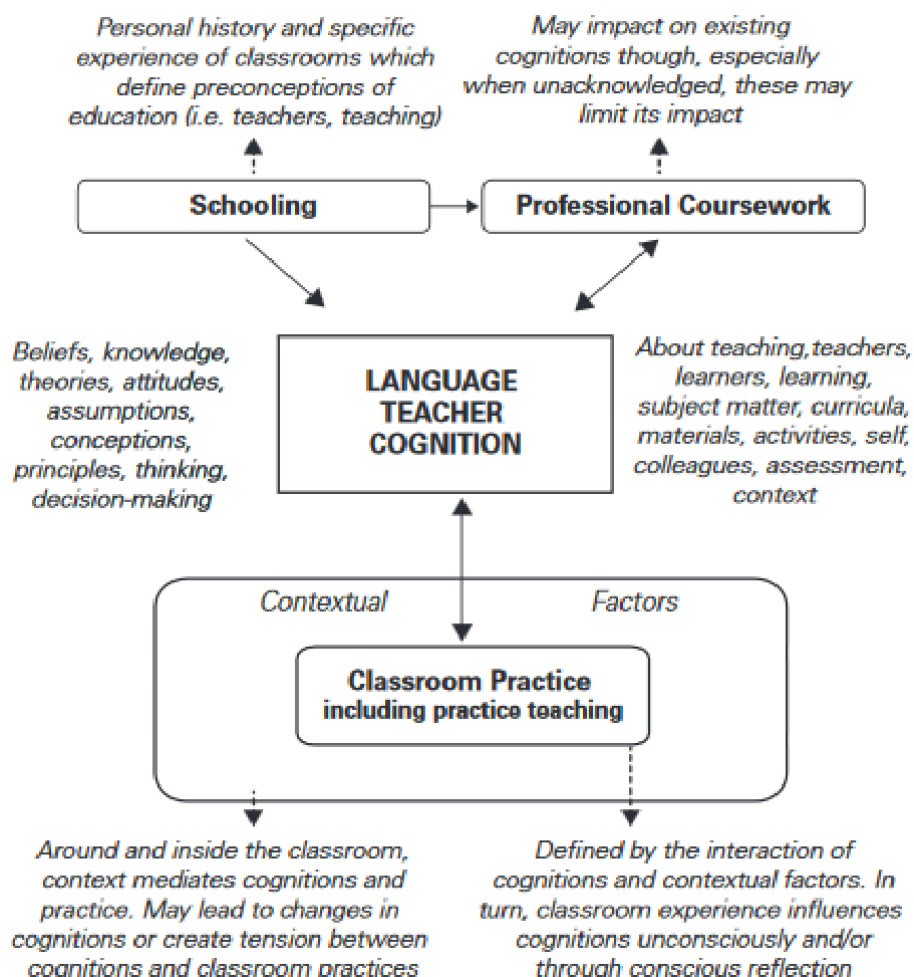 Personal history and specific
experience of classrooms which
define preconceptions of
education (i.e. teachers, teaching)
May impact on existing
cognitions though, especially
when unacknowledged, these may
limit its impact
Schooling
Professional Coursework
Beliefs, knowledge,
theories, attitudes,
assumptions,
conceptions,
principles, thinking,
decision-making
LANGUAGE
TEACHER
COGNITION
About teaching, teachers,
learners, learning,
subject matter, curricula,
materials, activities, self,
colleagues, assessment,
context
Contextual Factors
Classroom Practice
including practice teaching
Around and inside the classroom,
context mediates cognitions and
practice. May lead to changes in
cognitions or create tension between
cognitions and classroom practices
Defined by the interaction of
cognitions and contextual factors. In
turn, classroom experience influences
cognitions unconsciously and/or
through conscious reflection